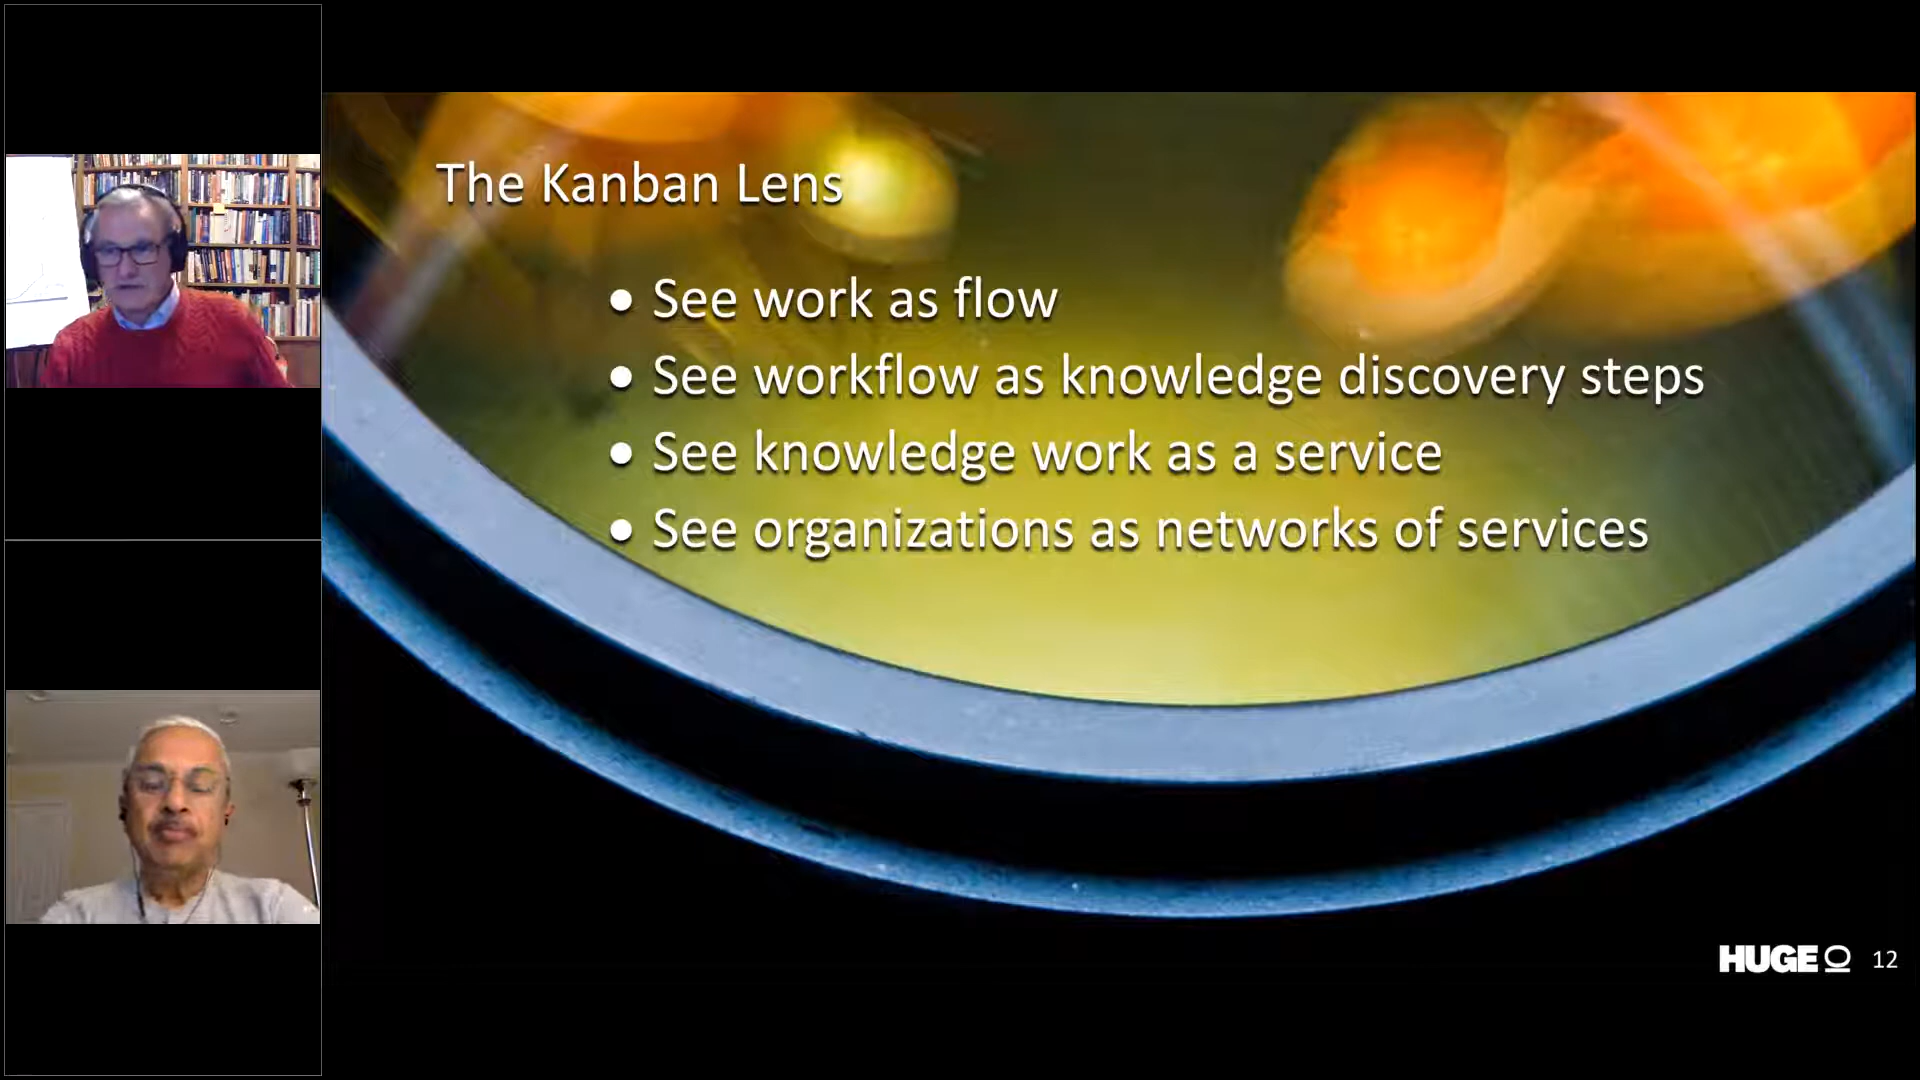 The Kanban Lens
• See work as flow
• See workflow as knowledge discovery steps
• See knowledge work as a service
• See organizations as networks of services
HUGE IO 12